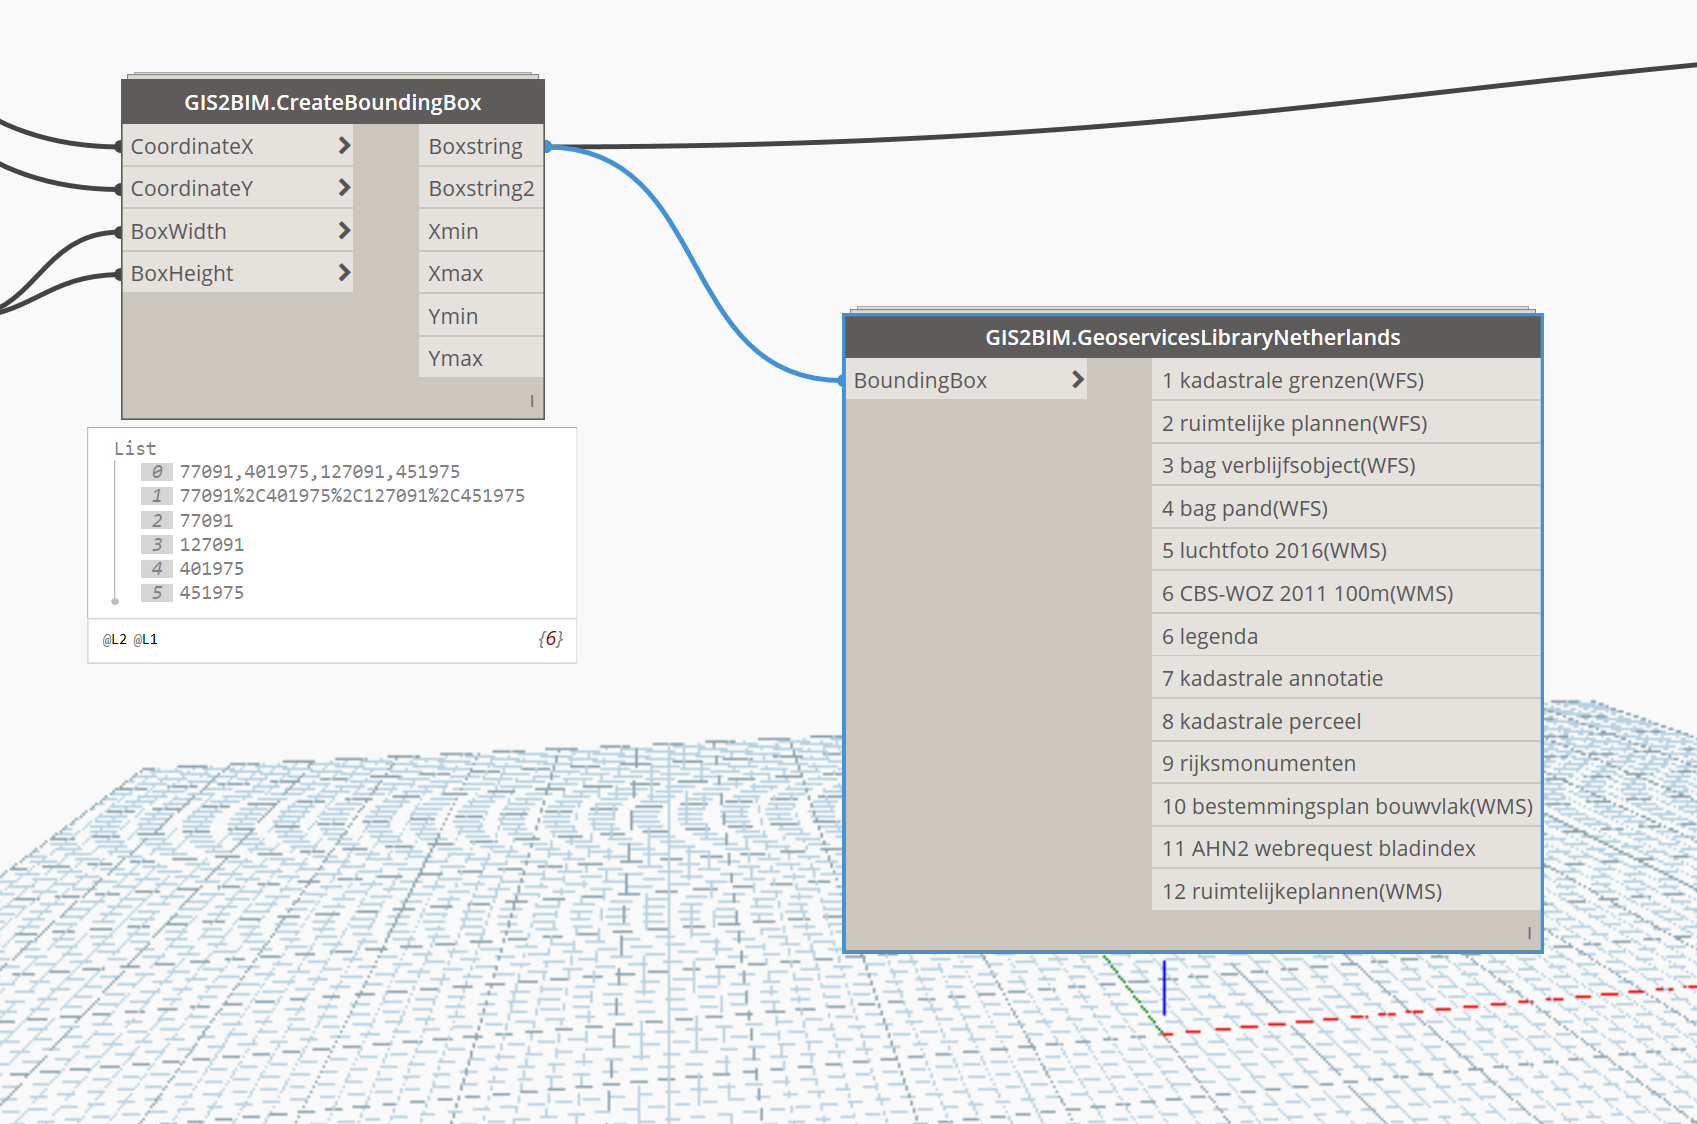 GIS2BIM.CreateBoundingBox
CoordinateX
Boxstring
CoordinateY
Boxstring2
BoxWidth
Xmin
BoxHeight
Xmax
Ymin
Ymax
l
List
0 77091,401975,127091,451975
1 77091%2C401975%2C127091%2C451975
2 77091
3 127091
4 401975
5 451975
@L2 @L1
{6}
GIS2BIM.GeoservicesLibraryNetherlands
BoundingBox
1 kadastrale grenzen(WFS)
2 ruimtelijke plannen(WFS)
3 bag verblijfsobject(WFS)
4 bag pand(WFS)
5 luchtfoto 2016(WMS)
6 CBS-WOZ 2011 100m(WMS)
6 legenda
7 kadastrale annotatie
8 kadastrale perceel
9 rijksmonumenten
10 bestemmingsplan bouwvlak(WMS)
11 AHN2 webrequest bladindex
12 ruimtelijkeplannen(WMS)
l